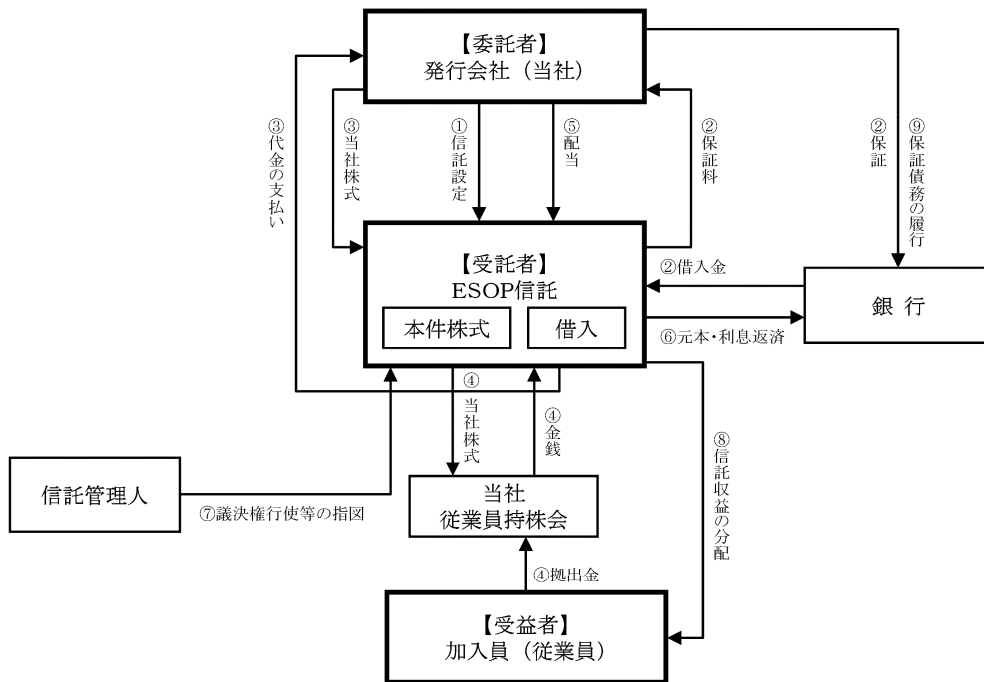 【委託者】
発行会社（当社）
③代金の支払い
③当社株式
①信託設定
⑤配当
②保証料
②保証
⑨保証債務の履行
【受託者】
ESOP信託
本件株式
借入
②借入金
⑥元本・利息返済
銀 行
④当社株式
④金銭
⑧信託収益の分配
信託管理人
⑦議決権行使等の指図
当社
従業員持株会
④拠出金
【受益者】
加入員（従業員）